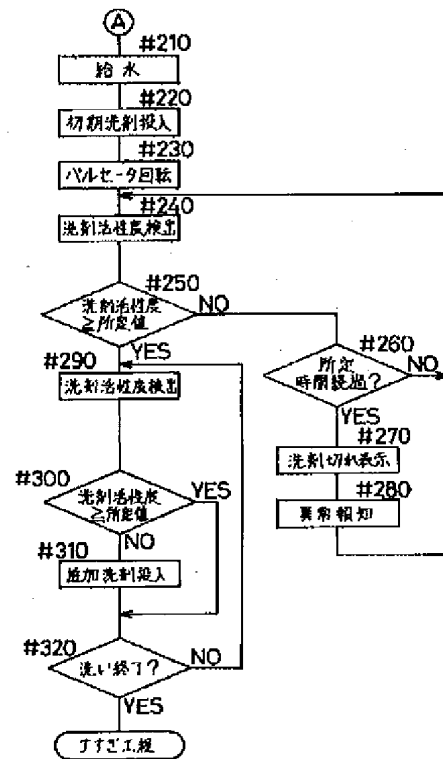 A
#210
給水
#220
初期洗剤投入
#230
パルセータ回転
#240
洗剤活性度検出
#250
洗剤活性度
≧所定値
NO
YES
#260
所定
時間経過?
NO
YES
#270
洗剤切れ表示
#280
異常報知
#290
洗剤活性度検出
#300
洗剤活性度
≧所定値
YES
NO
#310
追加洗剤投入
#320
洗い終了?
NO
YES
すすぎ工程